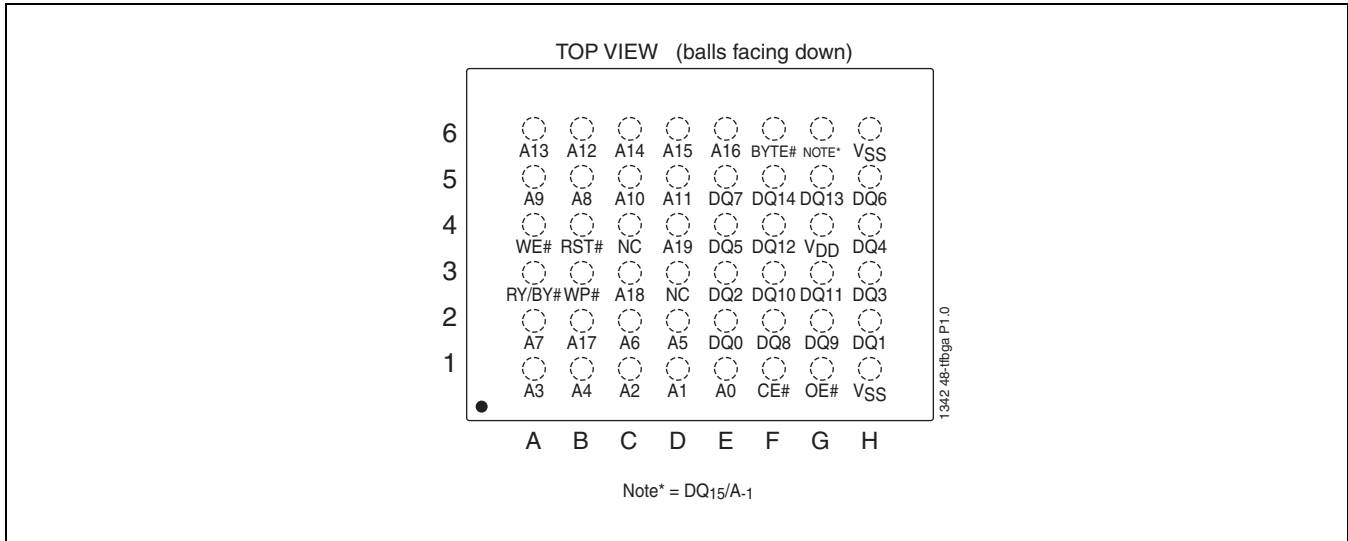 TOP VIEW (balls facing down)
6
A13 A12 A14 A15 A16 BYTE# NOTE* VSS
5
A9 A8 A10 A11 DQ7 DQ14 DQ13 DQ6
4
WE# RST# NC A19 DQ5 DQ12 VDD DQ4
3
RY/BY# WP# A18 NC DQ2 DQ10 DQ11 DQ3
2
A7 A17 A6 A5 DQ0 DQ8 DQ9 DQ1
1
A3 A4 A2 A1 A0 CE# OE# VSS
A B C D E F G H
1342 48-tfbga P1.0
Note* = DQ15/A-1